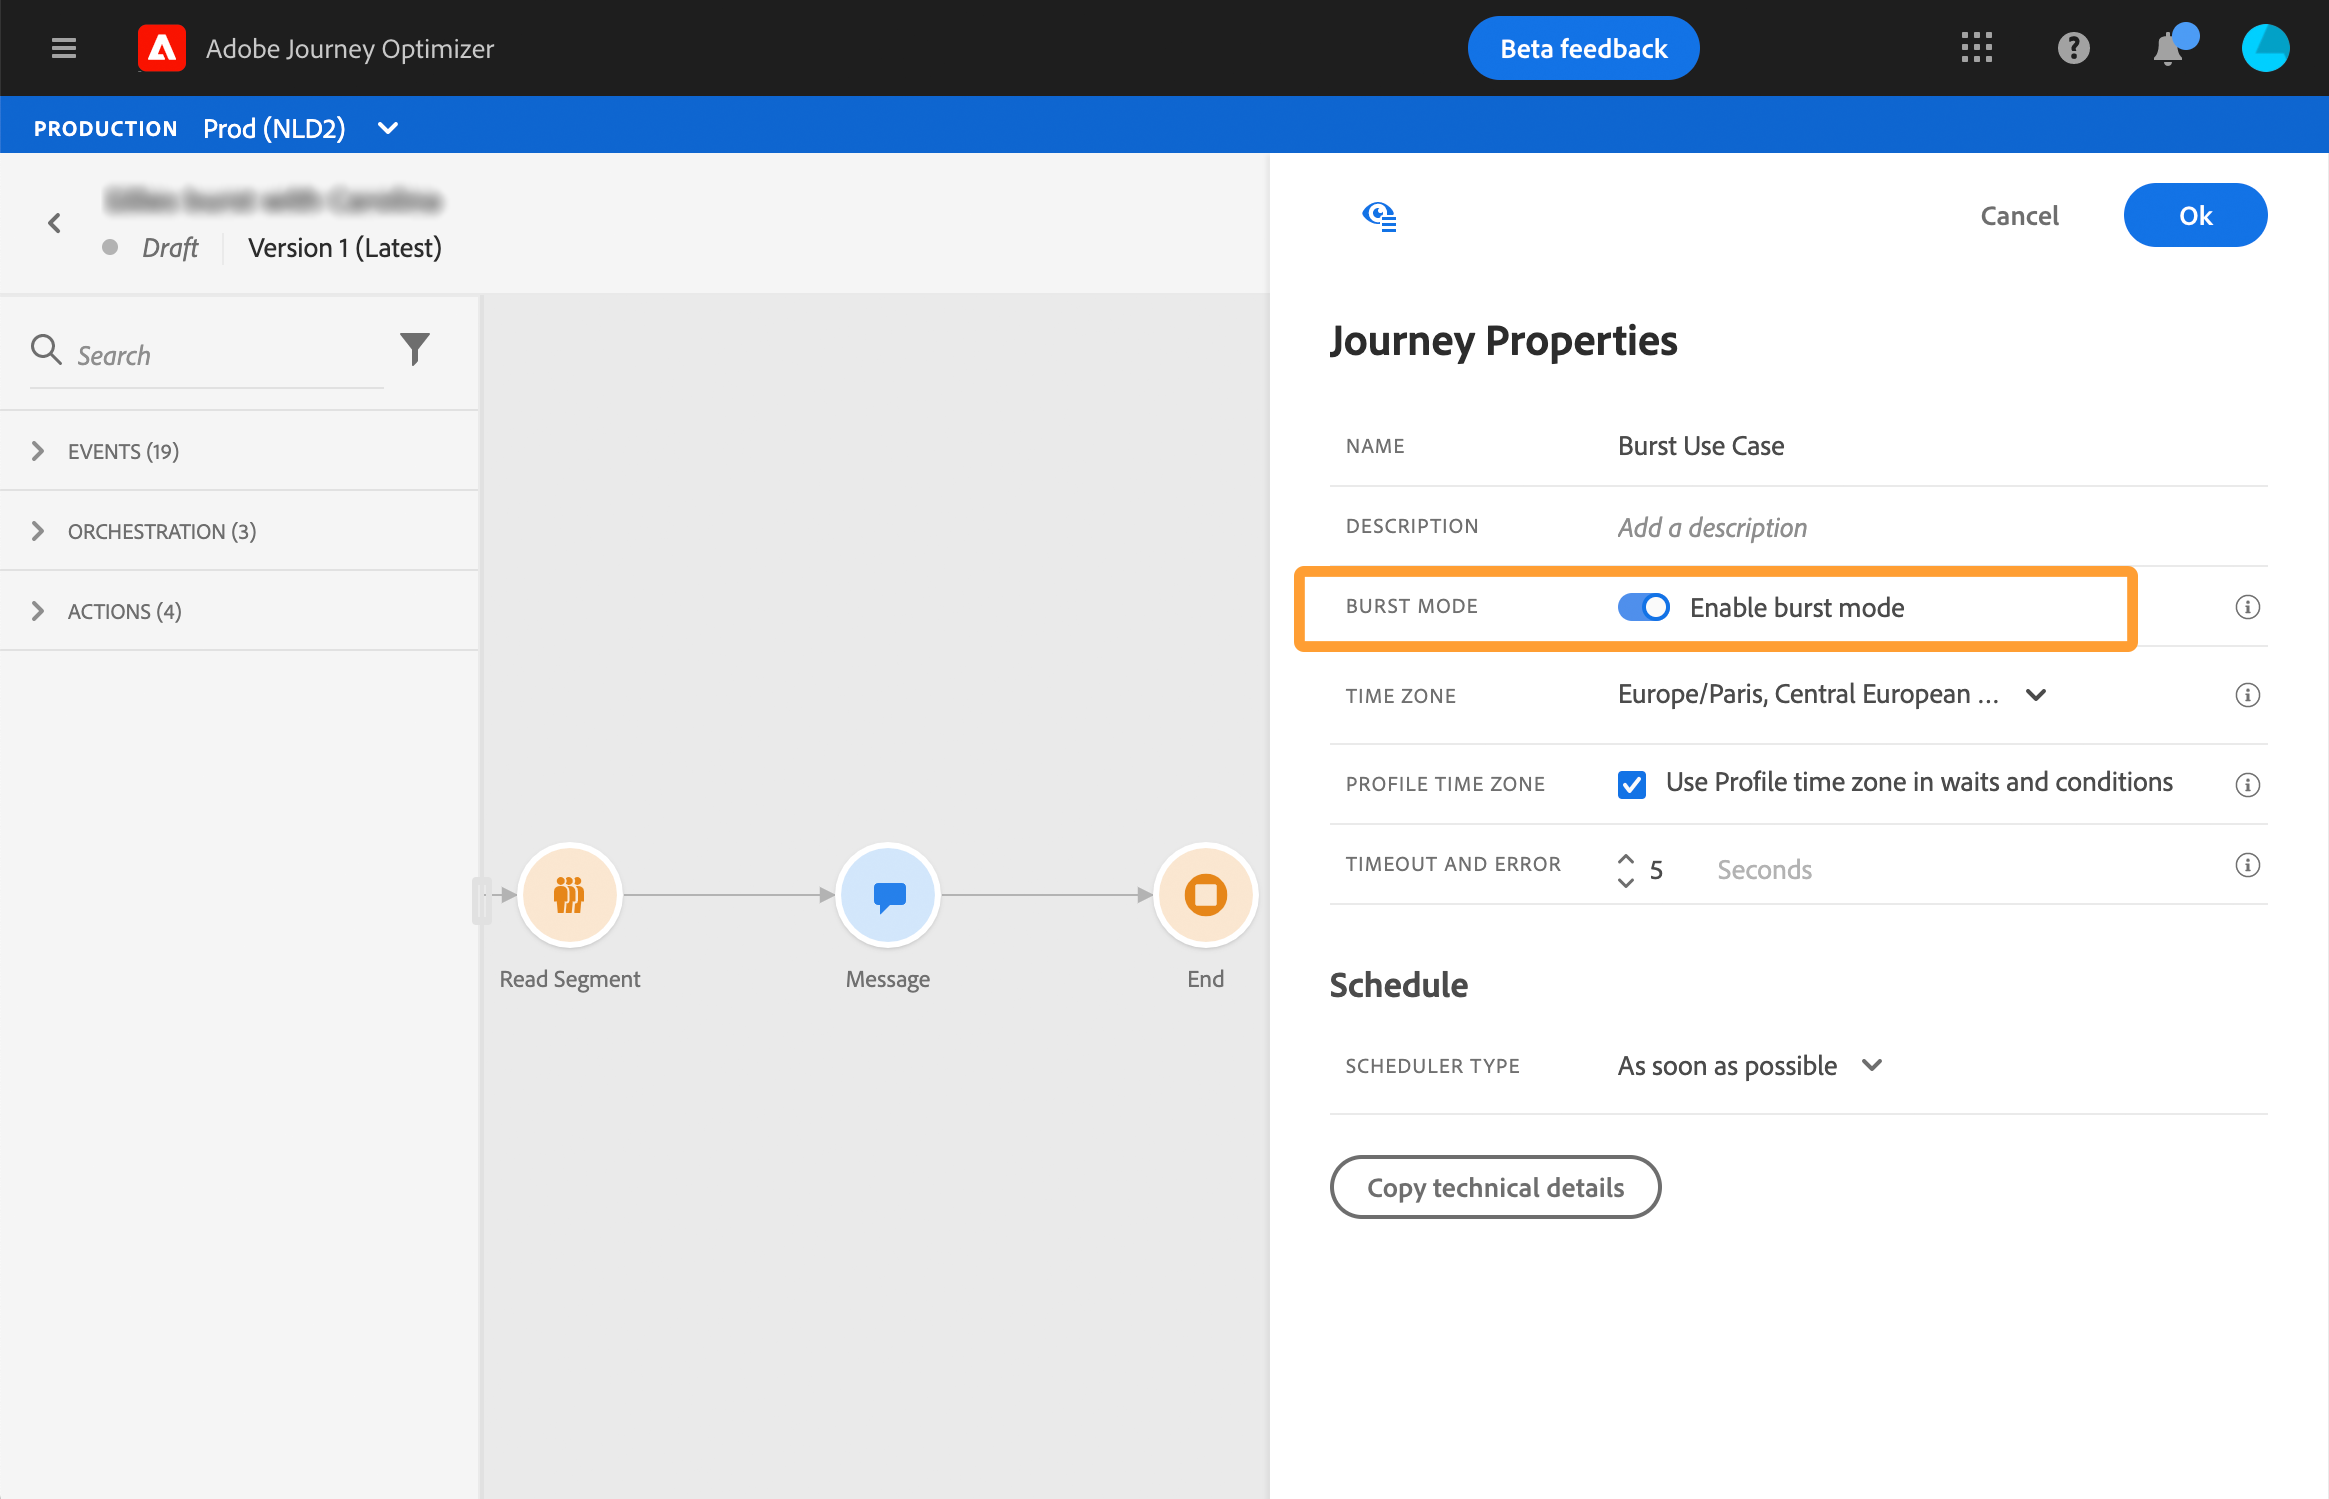 Adobe Journey Optimizer
Beta feedback
PRODUCTION Prod (NLD2)
Draft Version 1 (Latest)
Cancel
Ok
Search
EVENTS (19)
ORCHESTRATION (3)
ACTIONS (4)
Read Segment
Message
End
Journey Properties
NAME Burst Use Case
DESCRIPTION Add a description
BURST MODE Enable burst mode
TIME ZONE Europe/Paris, Central European ...
PROFILE TIME ZONE Use Profile time zone in waits and conditions
TIMEOUT AND ERROR 5 Seconds
Schedule
SCHEDULER TYPE As soon as possible
Copy technical details